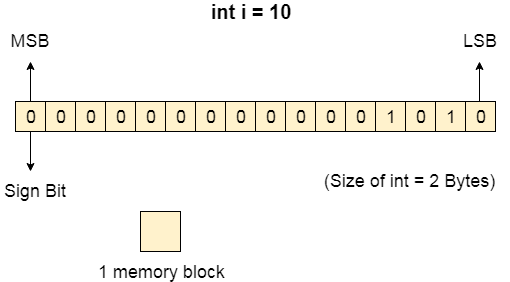 int i = 10
MSB LSB
0 0 0 0 0 0 0 0 0 0 0 0 1 0 1 0
Sign Bit
(Size of int = 2 Bytes)
1 memory block